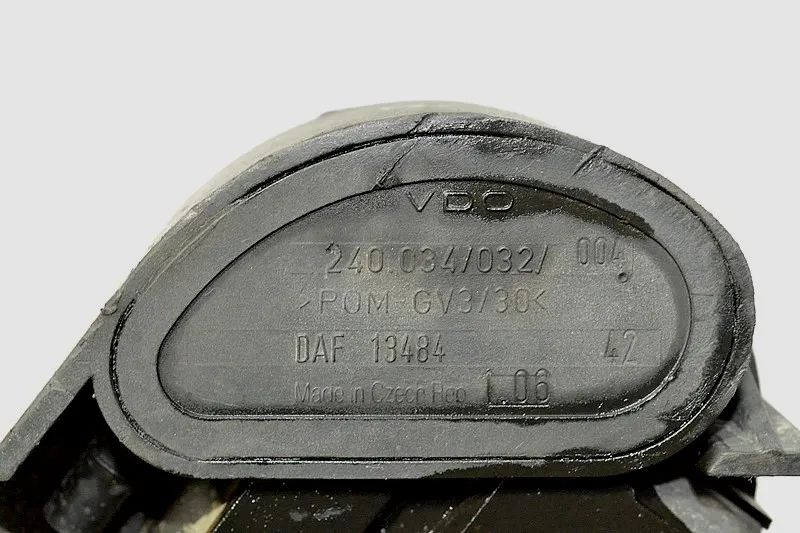 VDO
240.034/032/004
>POM-GV3/30<
DAF 13484 42
Made in Czech Rep 1.06